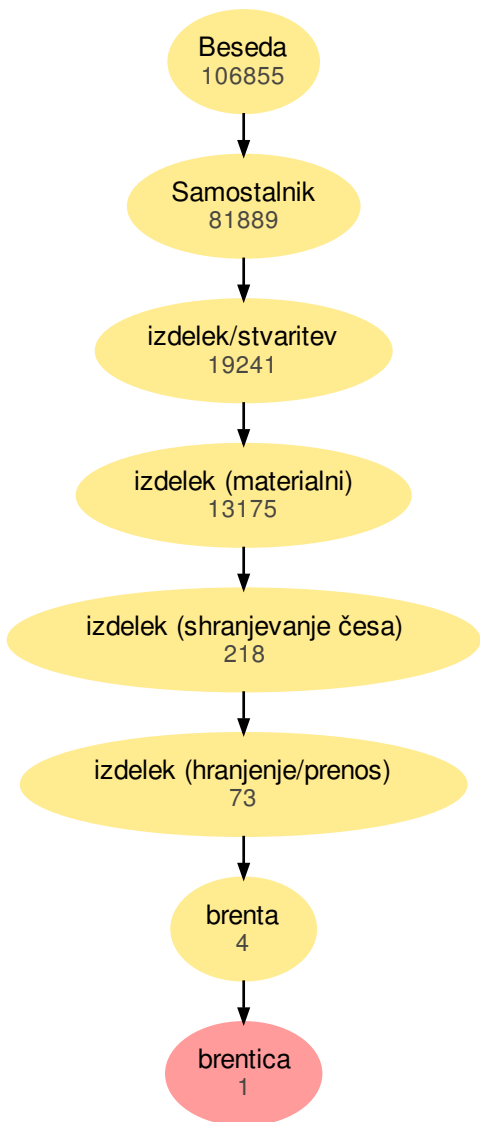 Beseda
106855
Samostalnik
81889
izdelek/stvaritev
19241
izdelek (materialni)
13175
izdelek (shranjevanje česa)
218
izdelek (hranjenje/prenos)
73
brenta
4
brentica
1